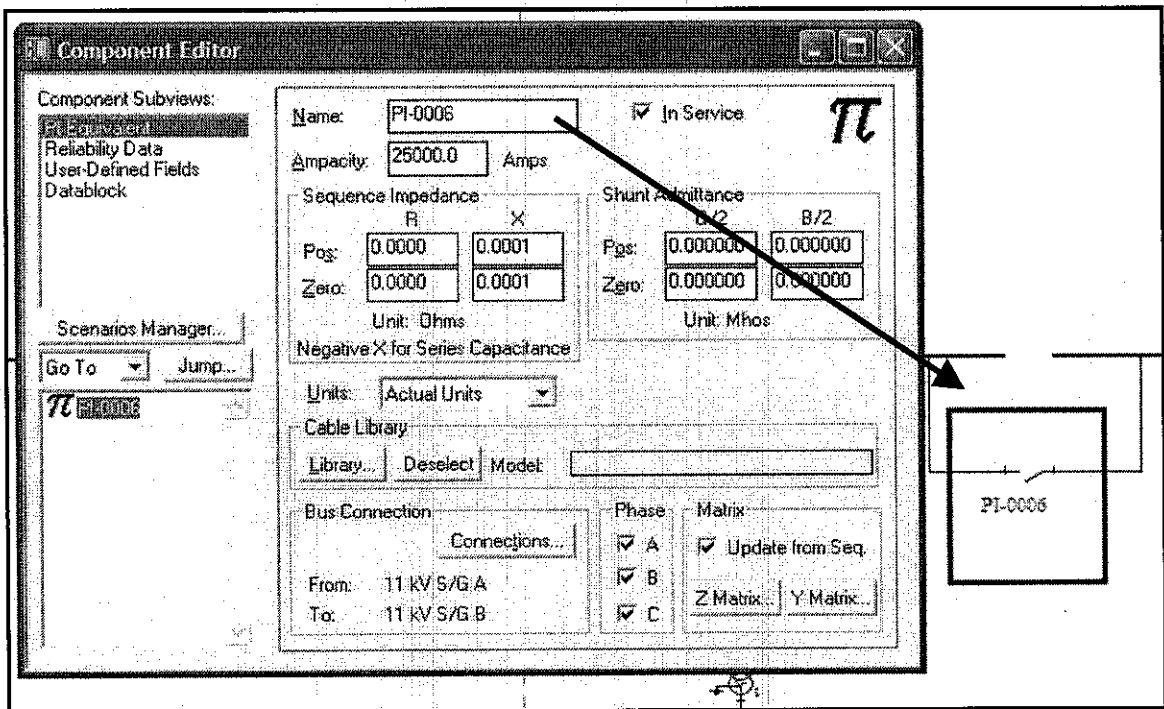 Component Editor
Component Subviews:
Pi Equivalent
Reliability Data
User-Defined Fields
Datablock
Scenarios Manager...
Go To
Jump...
π PI-0006
Name: PI-0006
In Service
π
Ampacity: 25000.0 Amps
Sequence Impedance
R X
Pos: 0.0000 0.0001
Zero: 0.0000 0.0001
Unit: Ohms
Negative X for Series Capacitance
Shunt Admittance
G/2 B/2
Pos: 0.000000 0.000000
Zero: 0.000000 0.000000
Unit: Mhos
Units: Actual Units
Cable Library
Library... Deselect Model:
Bus Connection
Connections...
From: 11 kV S/G A
To: 11 kV S/G B
Phase
A
B
C
Matrix
Update from Seq.
Z Matrix... Y Matrix...
PI-0006